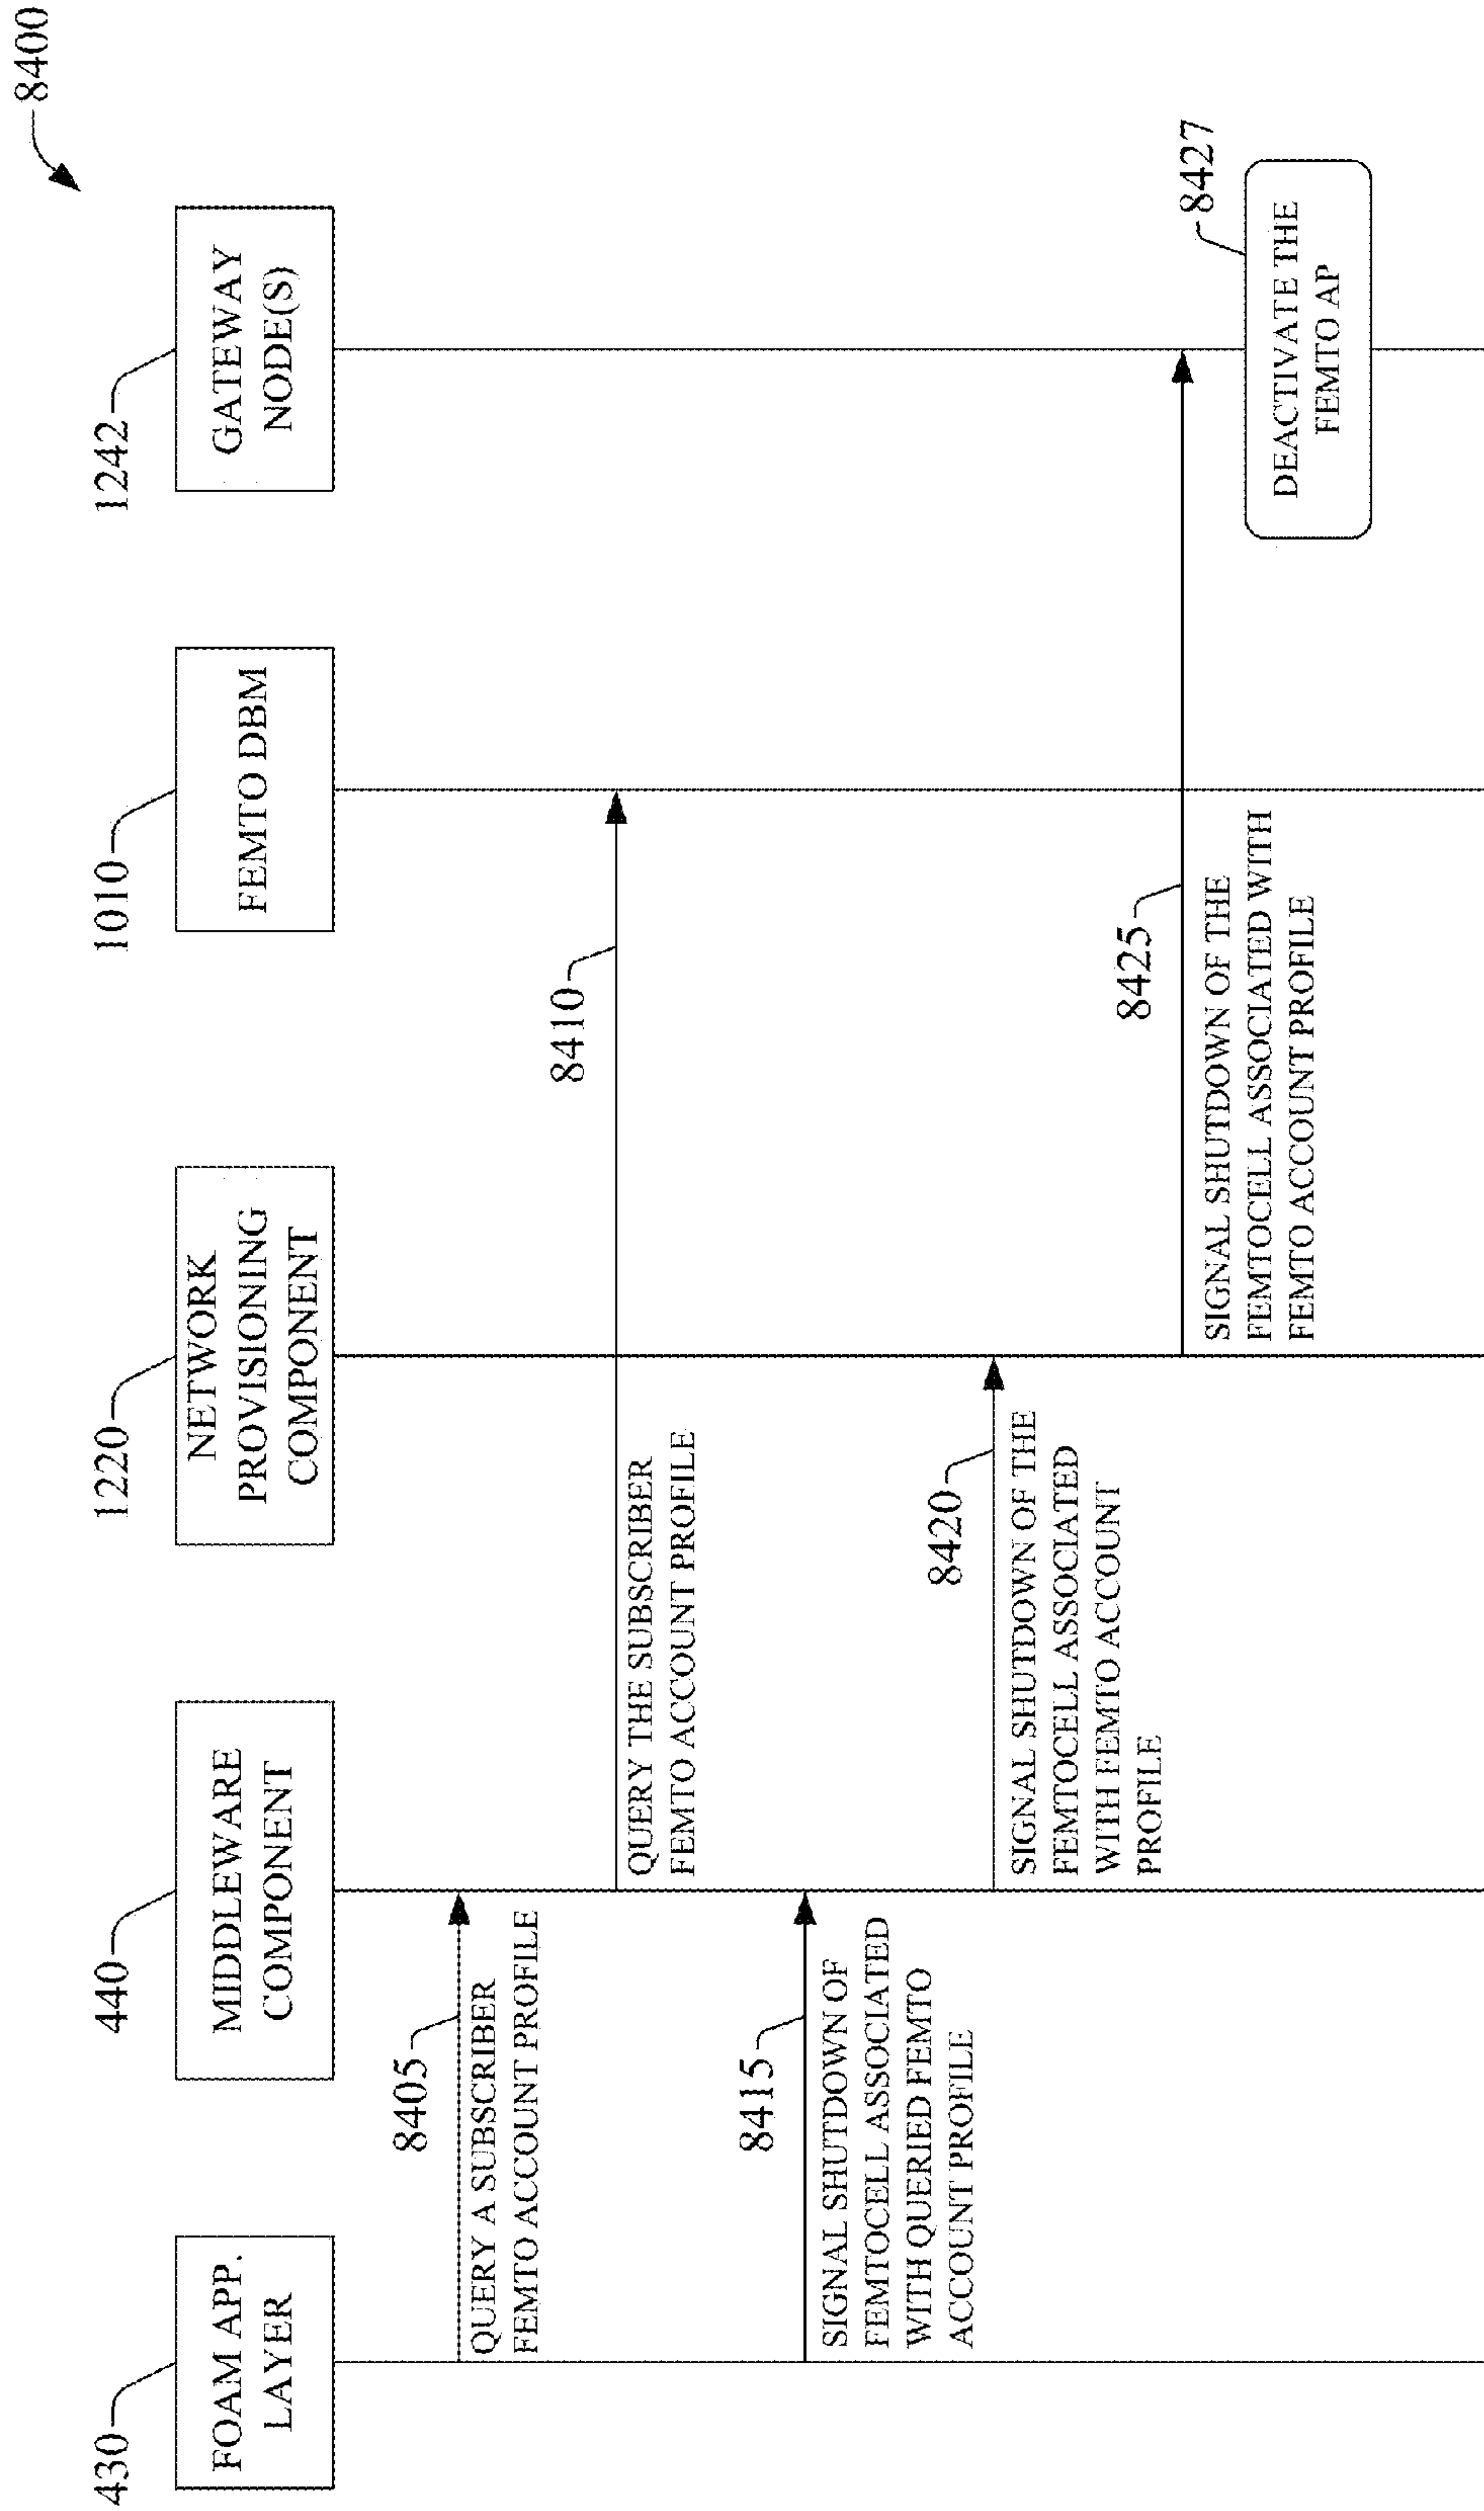 8400
430
440
1220
1010
1242
FOAM APP.
LAYER
MIDDLEWARE
COMPONENT
NETWORK
PROVISIONING
COMPONENT
FEMTO DBM
GATEWAY
NODE(S)
8405
QUERY A SUBSCRIBER
FEMTO ACCOUNT PROFILE
8410
QUERY THE SUBSCRIBER
FEMTO ACCOUNT PROFILE
8415
SIGNAL SHUTDOWN OF
FEMTOCELL ASSOCIATED
WITH QUERIED FEMTO
ACCOUNT PROFILE
8420
SIGNAL SHUTDOWN OF THE
FEMTOCELL ASSOCIATED
WITH FEMTO ACCOUNT
PROFILE
8425
SIGNAL SHUTDOWN OF THE
FEMTOCELL ASSOCIATED WITH
FEMTO ACCOUNT PROFILE
8427
DEACTIVATE THE
FEMTO AP